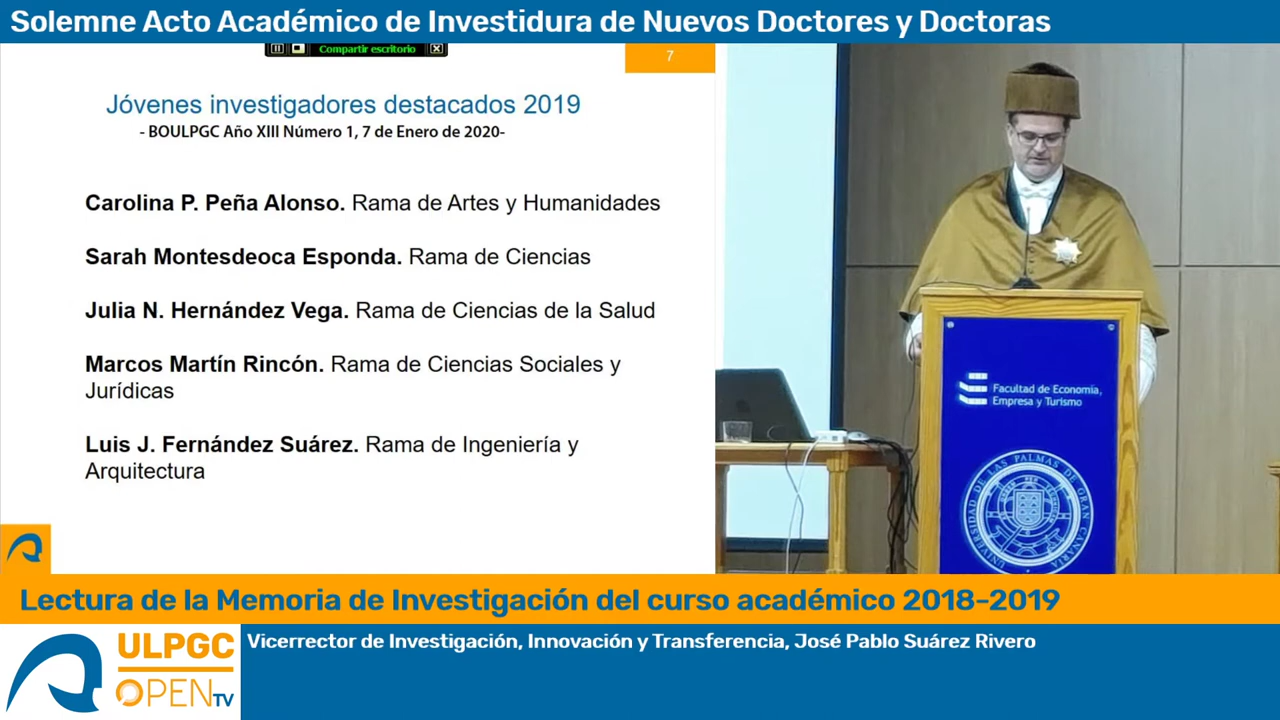 Solemne Acto Académico de Investidura de Nuevos Doctores y Doctoras
Compartir escritorio
7
Jóvenes investigadores destacados 2019
- BOULPGC Año XIII Número 1, 7 de Enero de 2020-
Carolina P. Peña Alonso. Rama de Artes y Humanidades
Sarah Montesdeoca Esponda. Rama de Ciencias
Julia N. Hernández Vega. Rama de Ciencias de la Salud
Marcos Martín Rincón. Rama de Ciencias Sociales y
Jurídicas
Luis J. Fernández Suárez. Rama de Ingeniería y
Arquitectura
Facultad de Economía,
Empresa y Turismo
UNIVERSIDAD DE LAS PALMAS DE GRAN CANARIA
Lectura de la Memoria de Investigación del curso académico 2018-2019
Vicerrector de Investigación, Innovación y Transferencia, José Pablo Suárez Rivero
ULPGC
OPENTV